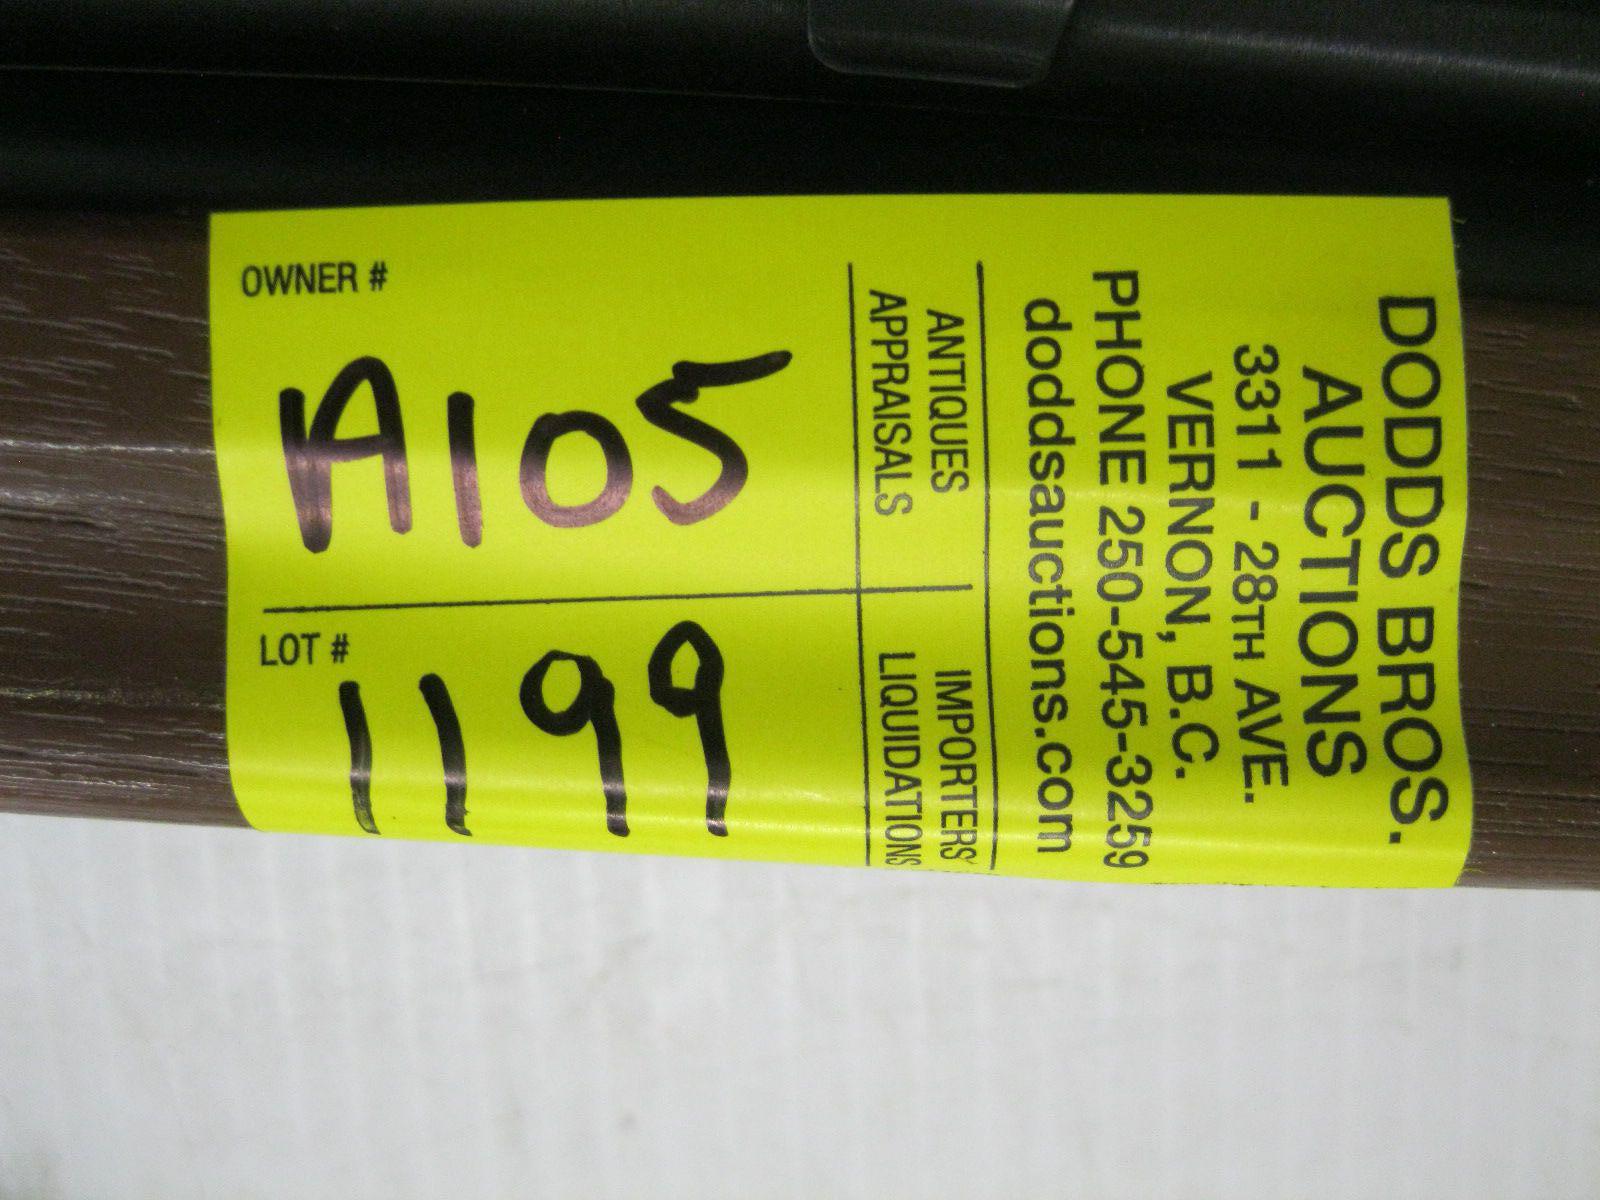 OWNER #
A105
LOT #
1199
ANTIQUES
APPRAISALS
IMPORTERS
LIQUIDATIONS
DODDS BROS.
AUCTIONS
3311 - 28TH AVE.
VERNON, B.C.
PHONE 250-545-3259
doddsauctions.com